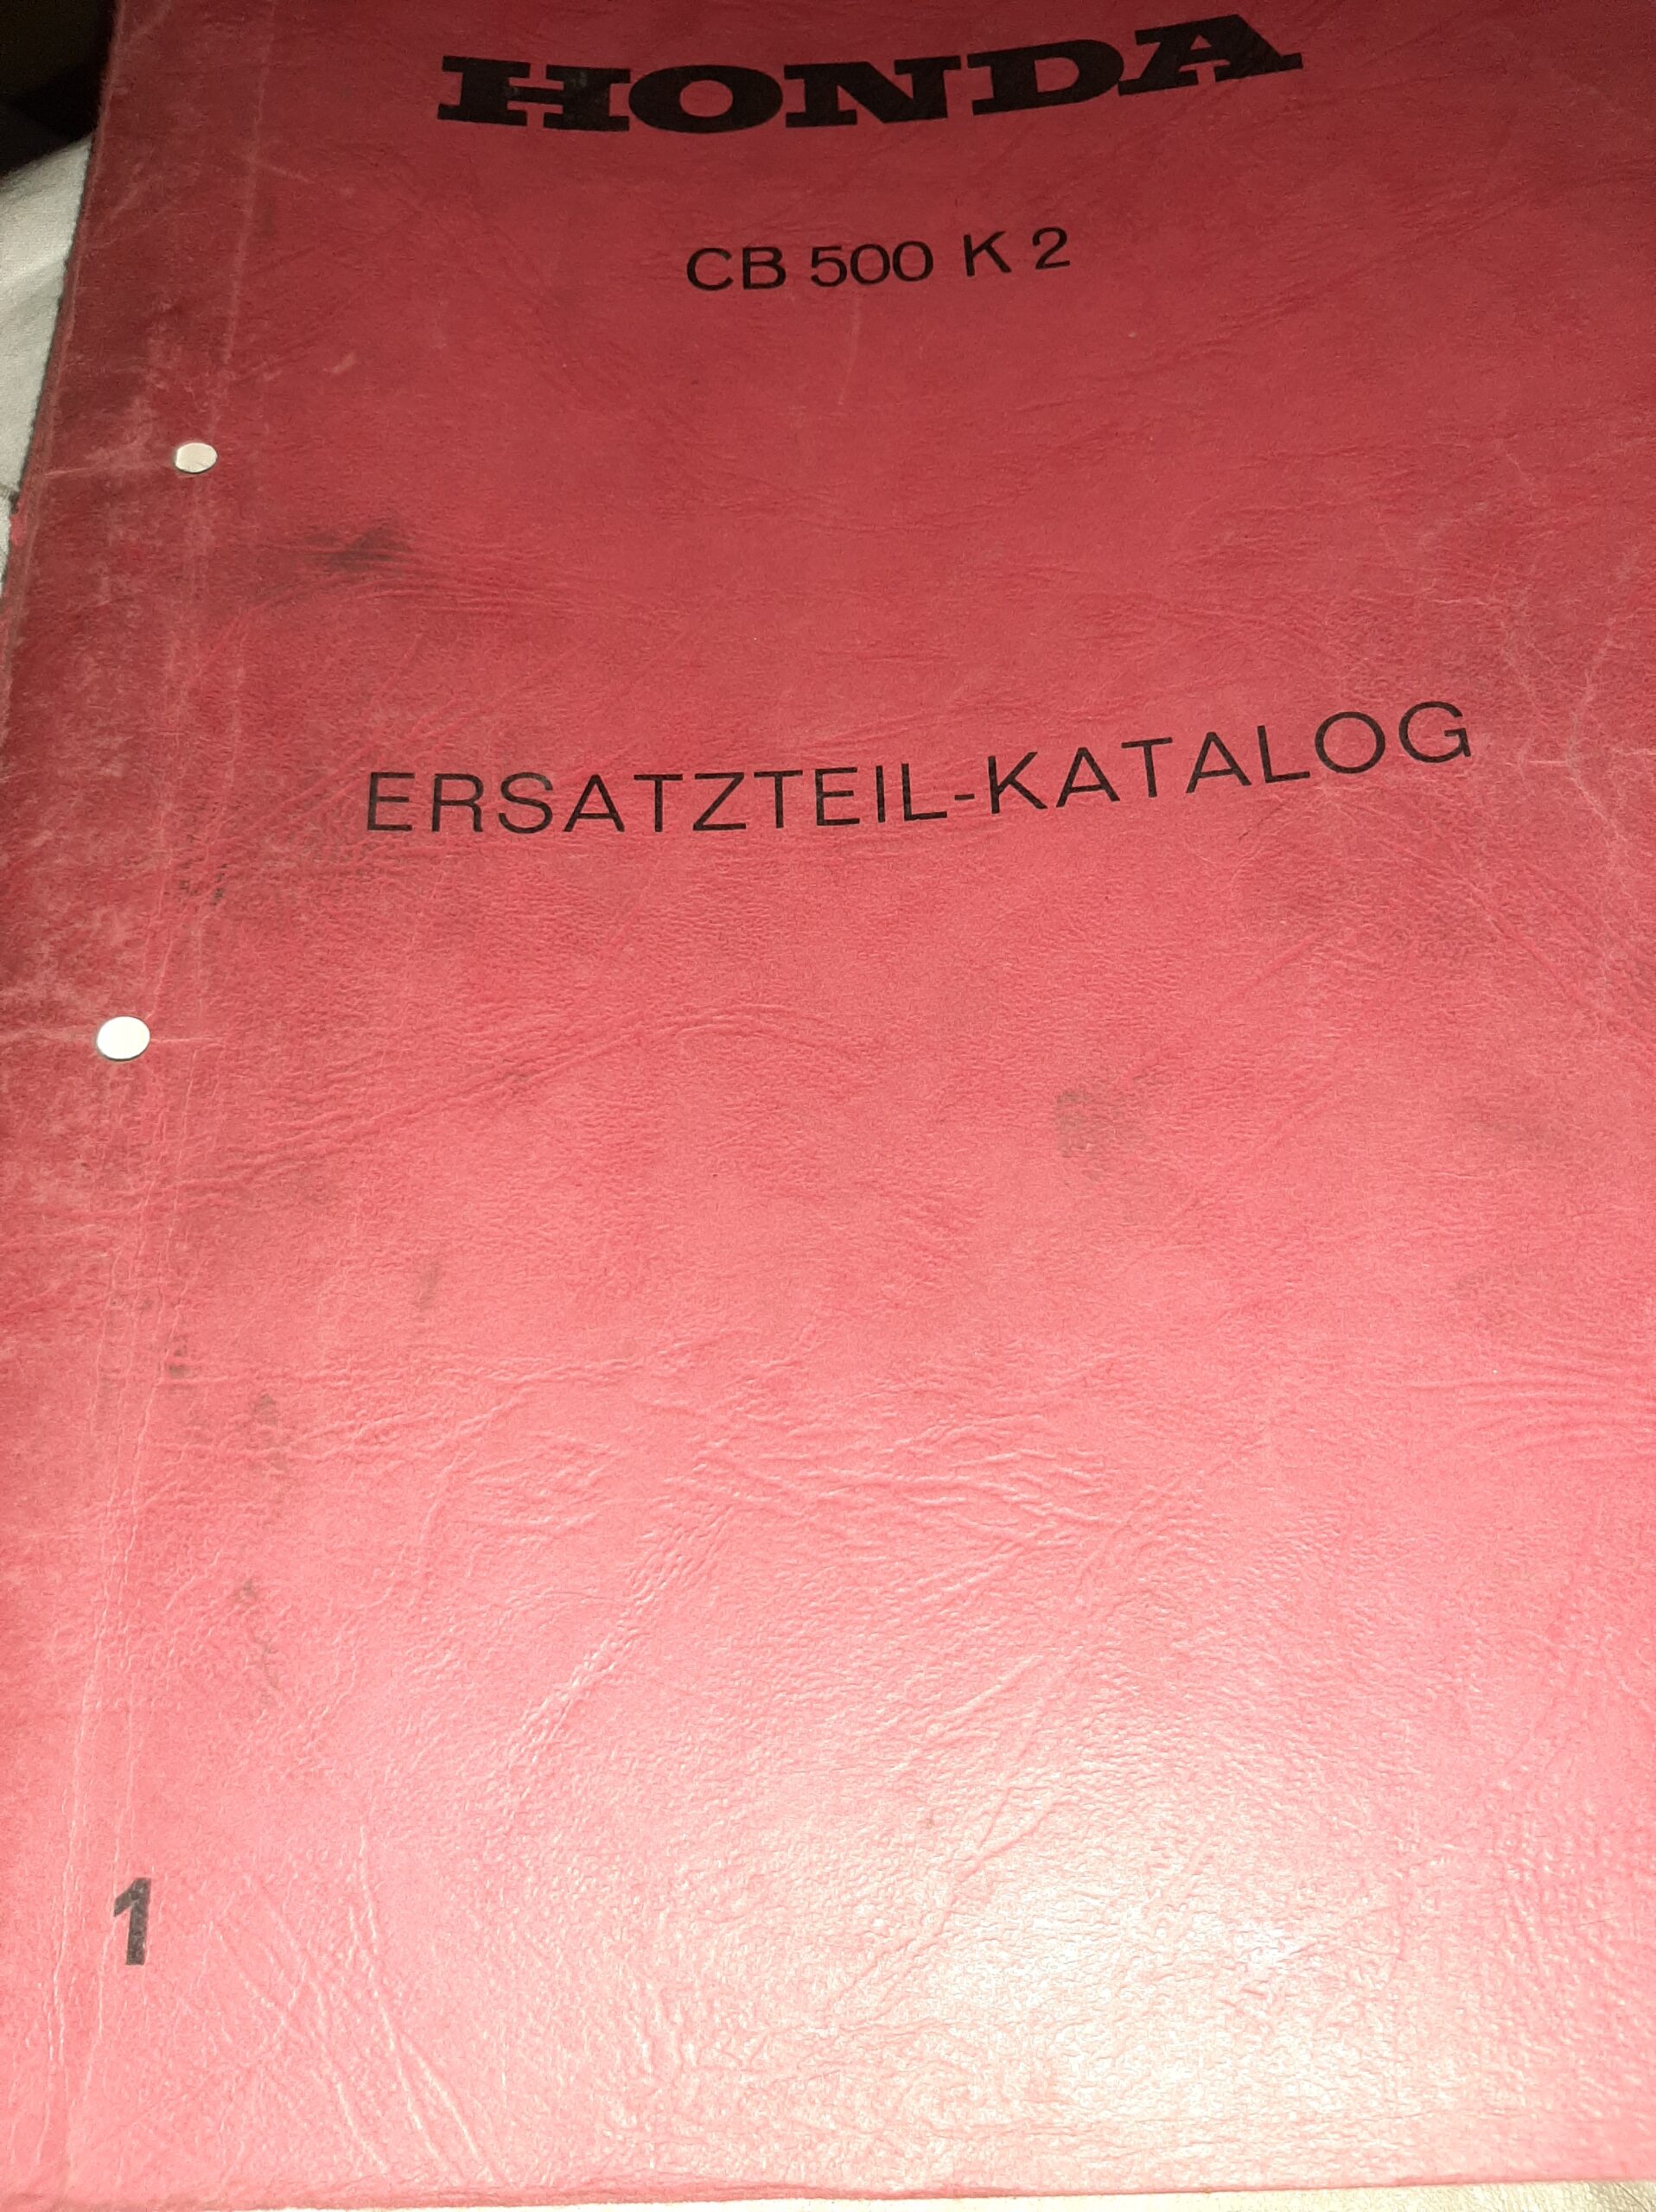 HONDA
CB 500 K 2
ERSATZTEIL-KATALOG
1